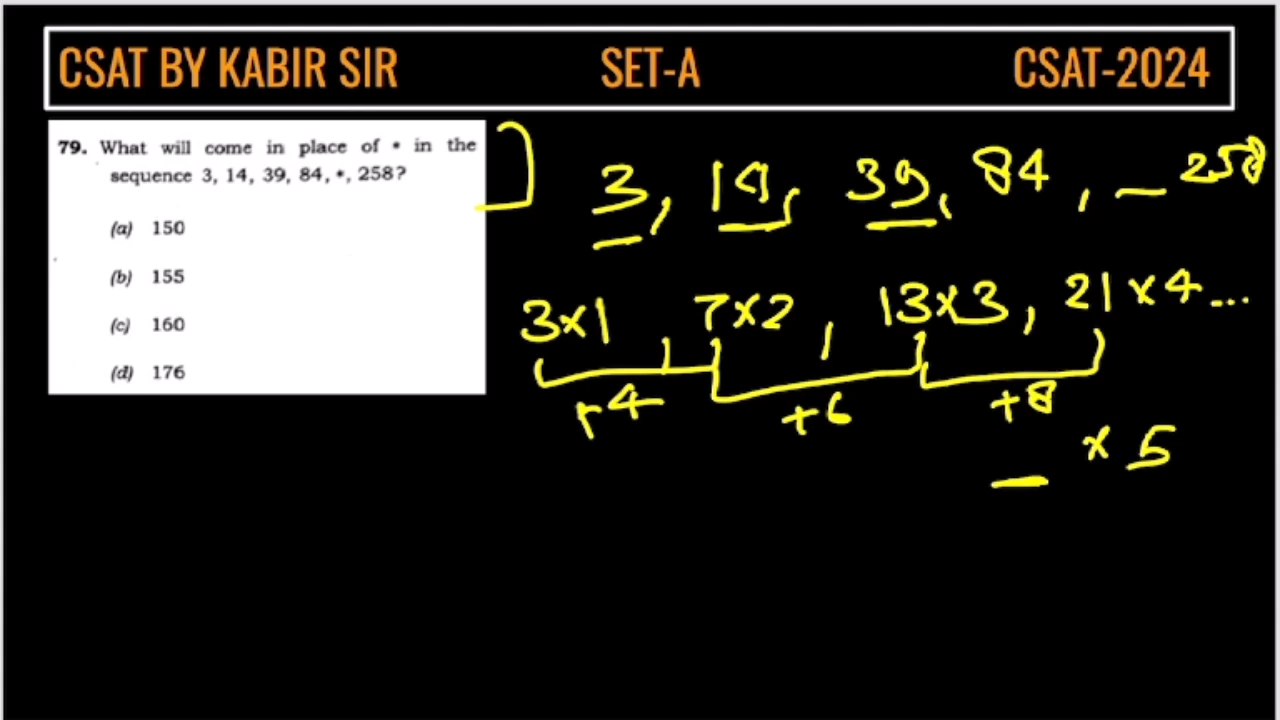 CSAT BY KABIR SIR SET-A CSAT-2024
79. What will come in place of * in the
sequence 3, 14, 39, 84, *, 258?
(a) 150
(b) 155
(c) 160
(d) 176
3, 14, 39, 84, _ 258
3×1, 7×2, 13×3, 21×4...
+4 +6 +8
_ × 5